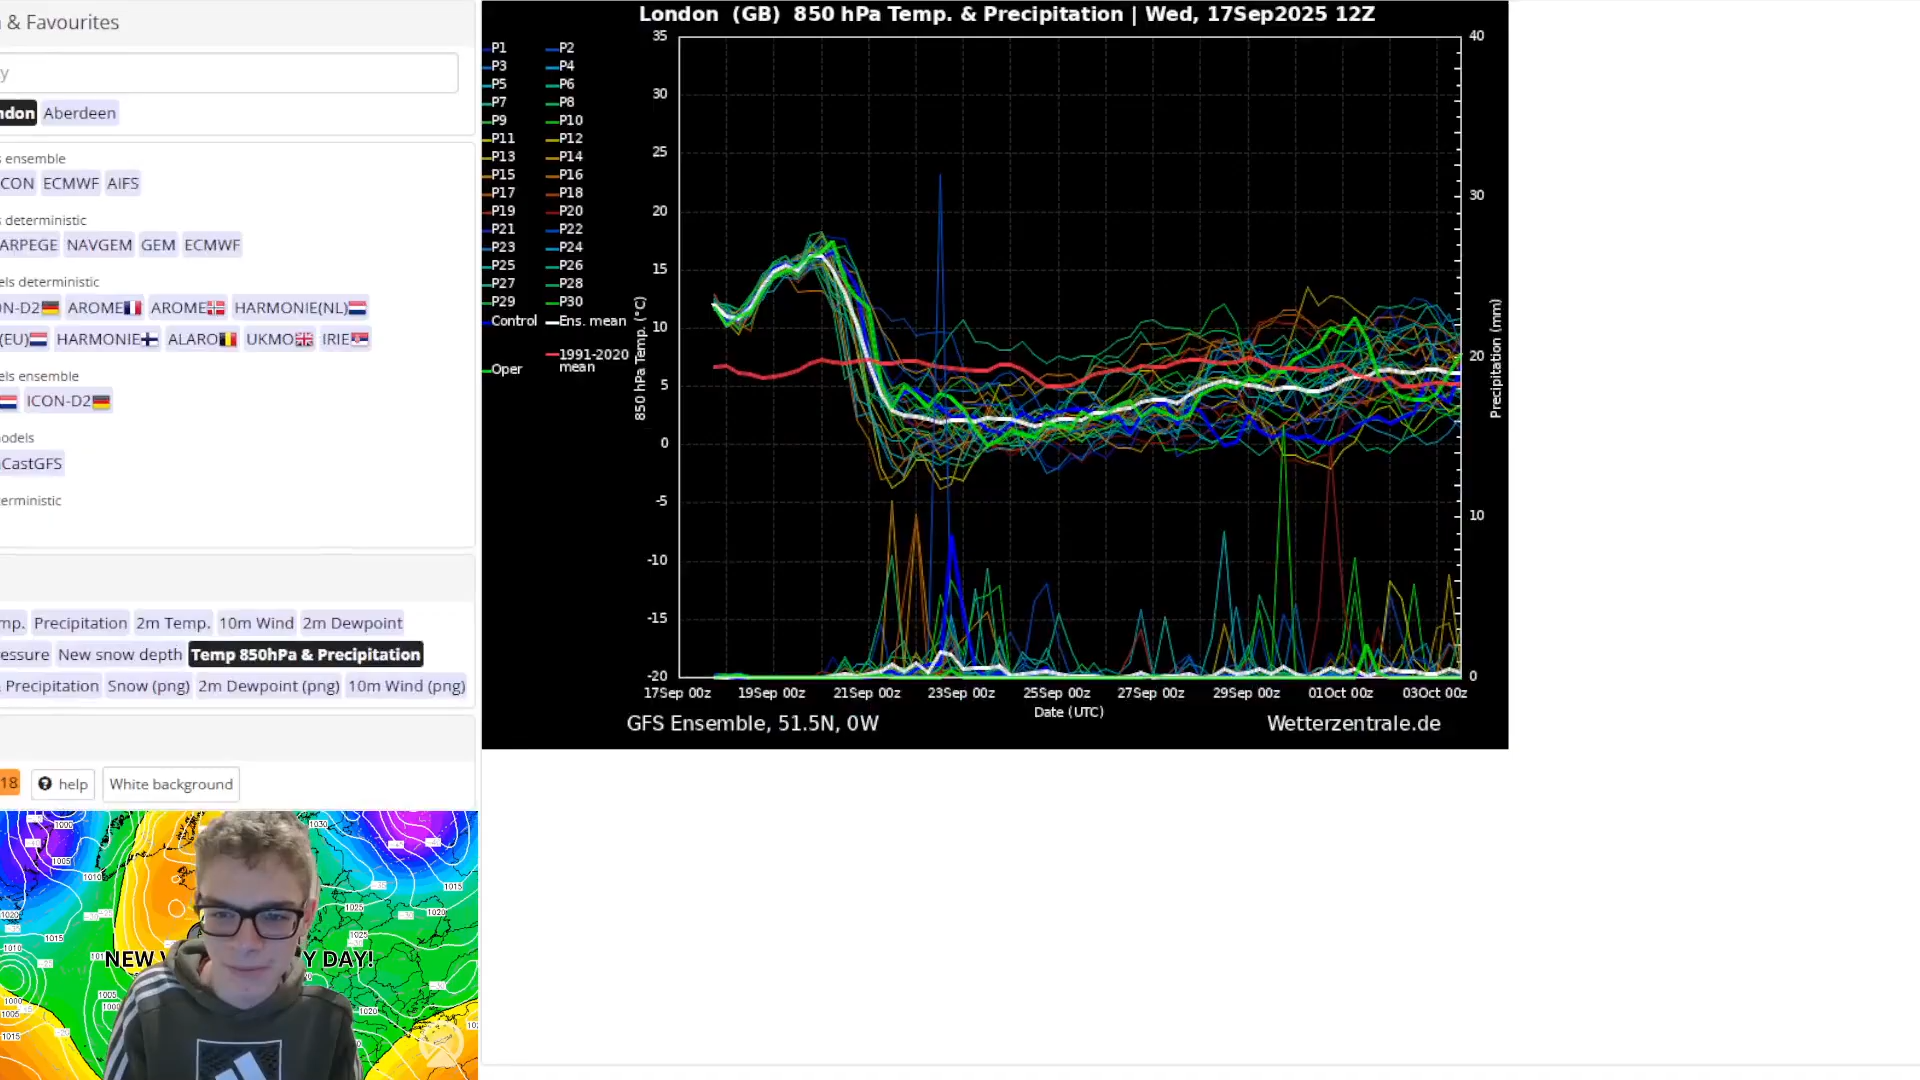 & Favourites
y
ndon Aberdeen
s ensemble
CON ECMWF AIFS
s deterministic
ARPEGE NAVGEM GEM ECMWF
els deterministic
ON-D2 AROME AROME HARMONIE(NL)
(EU) HARMONIE ALARO UKMO IRIE
els ensemble
ICON-D2
odels
CastGFS
erministic
mp. Precipitation 2m Temp. 10m Wind 2m Dewpoint
essure New snow depth Temp 850hPa & Precipitation
Precipitation Snow (png) 2m Dewpoint (png) 10m Wind (png)
18 help White background
NEW V Y DAY!
London (GB) 850 hPa Temp. & Precipitation | Wed, 17Sep2025 12Z
P1 P2
P3 P4
P5 P6
P7 P8
P9 P10
P11 P12
P13 P14
P15 P16
P17 P18
P19 P20
P21 P22
P23 P24
P25 P26
P27 P28
P29 P30
Control Ens. mean
1991-2020
mean
Oper
850 hPa Temp. (°C)
35
30
25
20
15
10
5
0
-5
-10
-15
-20
40
30
20
10
0
Precipitation (mm)
17Sep 00z 19Sep 00z 21Sep 00z 23Sep 00z 25Sep 00z 27Sep 00z 29Sep 00z 01Oct 00z 03Oct 00z
Date (UTC)
GFS Ensemble, 51.5N, 0W Wetterzentrale.de